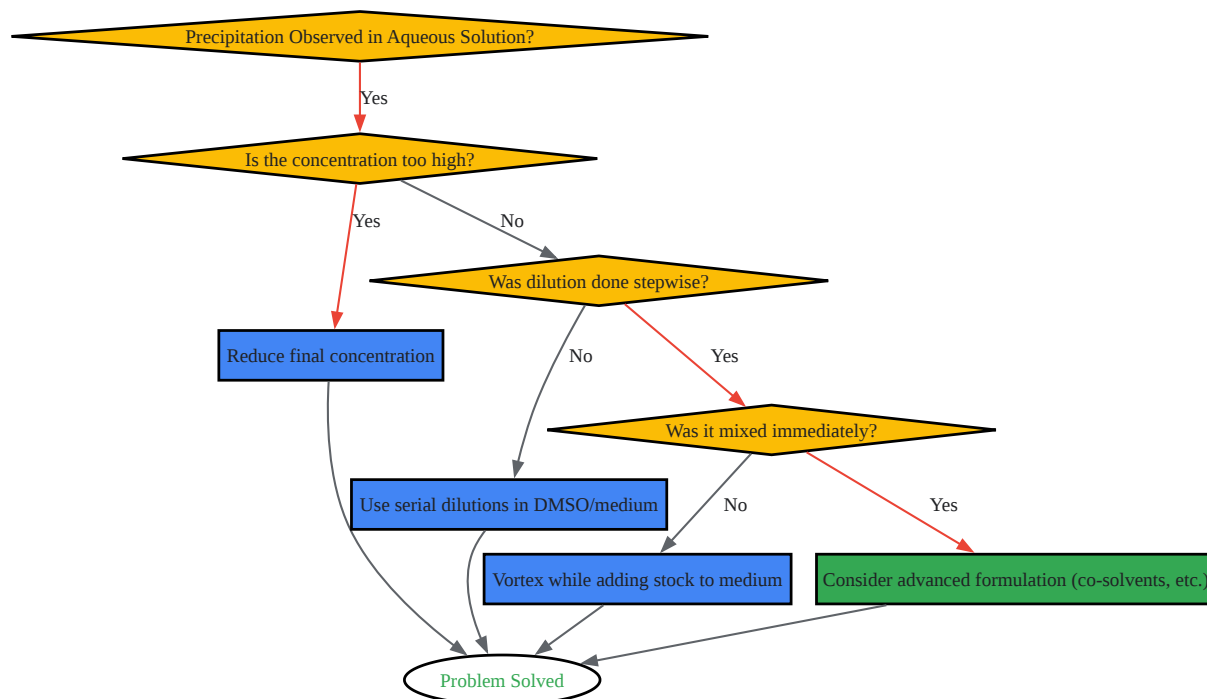 Precipitation Observed in Aqueous Solution?
Yes
Is the concentration too high?
Yes
No
Was dilution done stepwise?
Reduce final concentration
No
Yes
Was it mixed immediately?
Use serial dilutions in DMSO/medium
No
Yes
Vortex while adding stock to medium
Consider advanced formulation (co-solvents, etc.)
Problem Solved